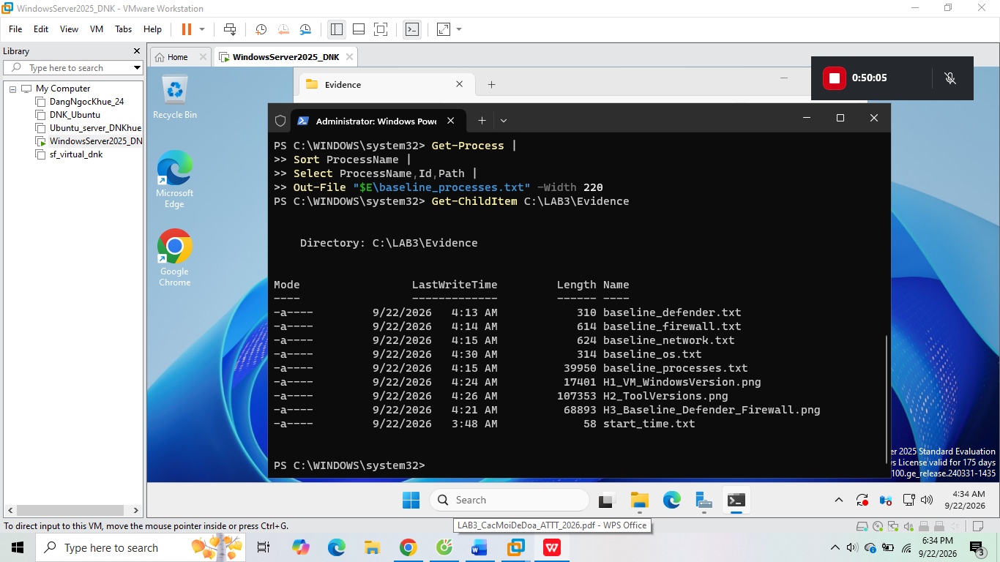 WindowsServer2025_DNK - VMware Workstation
File Edit View VM Tabs Help
Library
Type here to search
My Computer
DangNgocKhue_24
DNK_Ubuntu
Ubuntu_server_DNKhue
WindowsServer2025_DN
sf_virtual_dnk
Home
WindowsServer2025_DNK
Recycle Bin
Microsoft
Edge
Google
Chrome
Evidence
0:50:05
Administrator: Windows Powe
PS C:\WINDOWS\system32> Get-Process |
>> Sort ProcessName |
>> Select ProcessName,Id,Path |
>> Out-File "$E\baseline_processes.txt" -Width 220
PS C:\WINDOWS\system32> Get-ChildItem C:\LAB3\Evidence
Directory: C:\LAB3\Evidence
Mode LastWriteTime Length Name
---- ------------- ------ ----
-a---- 9/22/2026 4:13 AM 310 baseline_defender.txt
-a---- 9/22/2026 4:14 AM 614 baseline_firewall.txt
-a---- 9/22/2026 4:15 AM 624 baseline_network.txt
-a---- 9/22/2026 4:30 AM 314 baseline_os.txt
-a---- 9/22/2026 4:15 AM 39950 baseline_processes.txt
-a---- 9/22/2026 4:24 AM 17401 H1_VM_WindowsVersion.png
-a---- 9/22/2026 4:26 AM 107353 H2_ToolVersions.png
-a---- 9/22/2026 4:21 AM 68893 H3_Baseline_Defender_Firewall.png
-a---- 9/22/2026 3:48 AM 58 start_time.txt
PS C:\WINDOWS\system32>
er 2025 Standard Evaluation
s License valid for 175 days
100.ge_release.240331-1435
Search
4:34 AM
9/22/2026
To direct input to this VM, move the mouse pointer inside or press Ctrl+G.
LAB3_CacMoiDeDoa_ATTT_2026.pdf - WPS Office
Type here to search
6:34 PM
9/22/2026
3